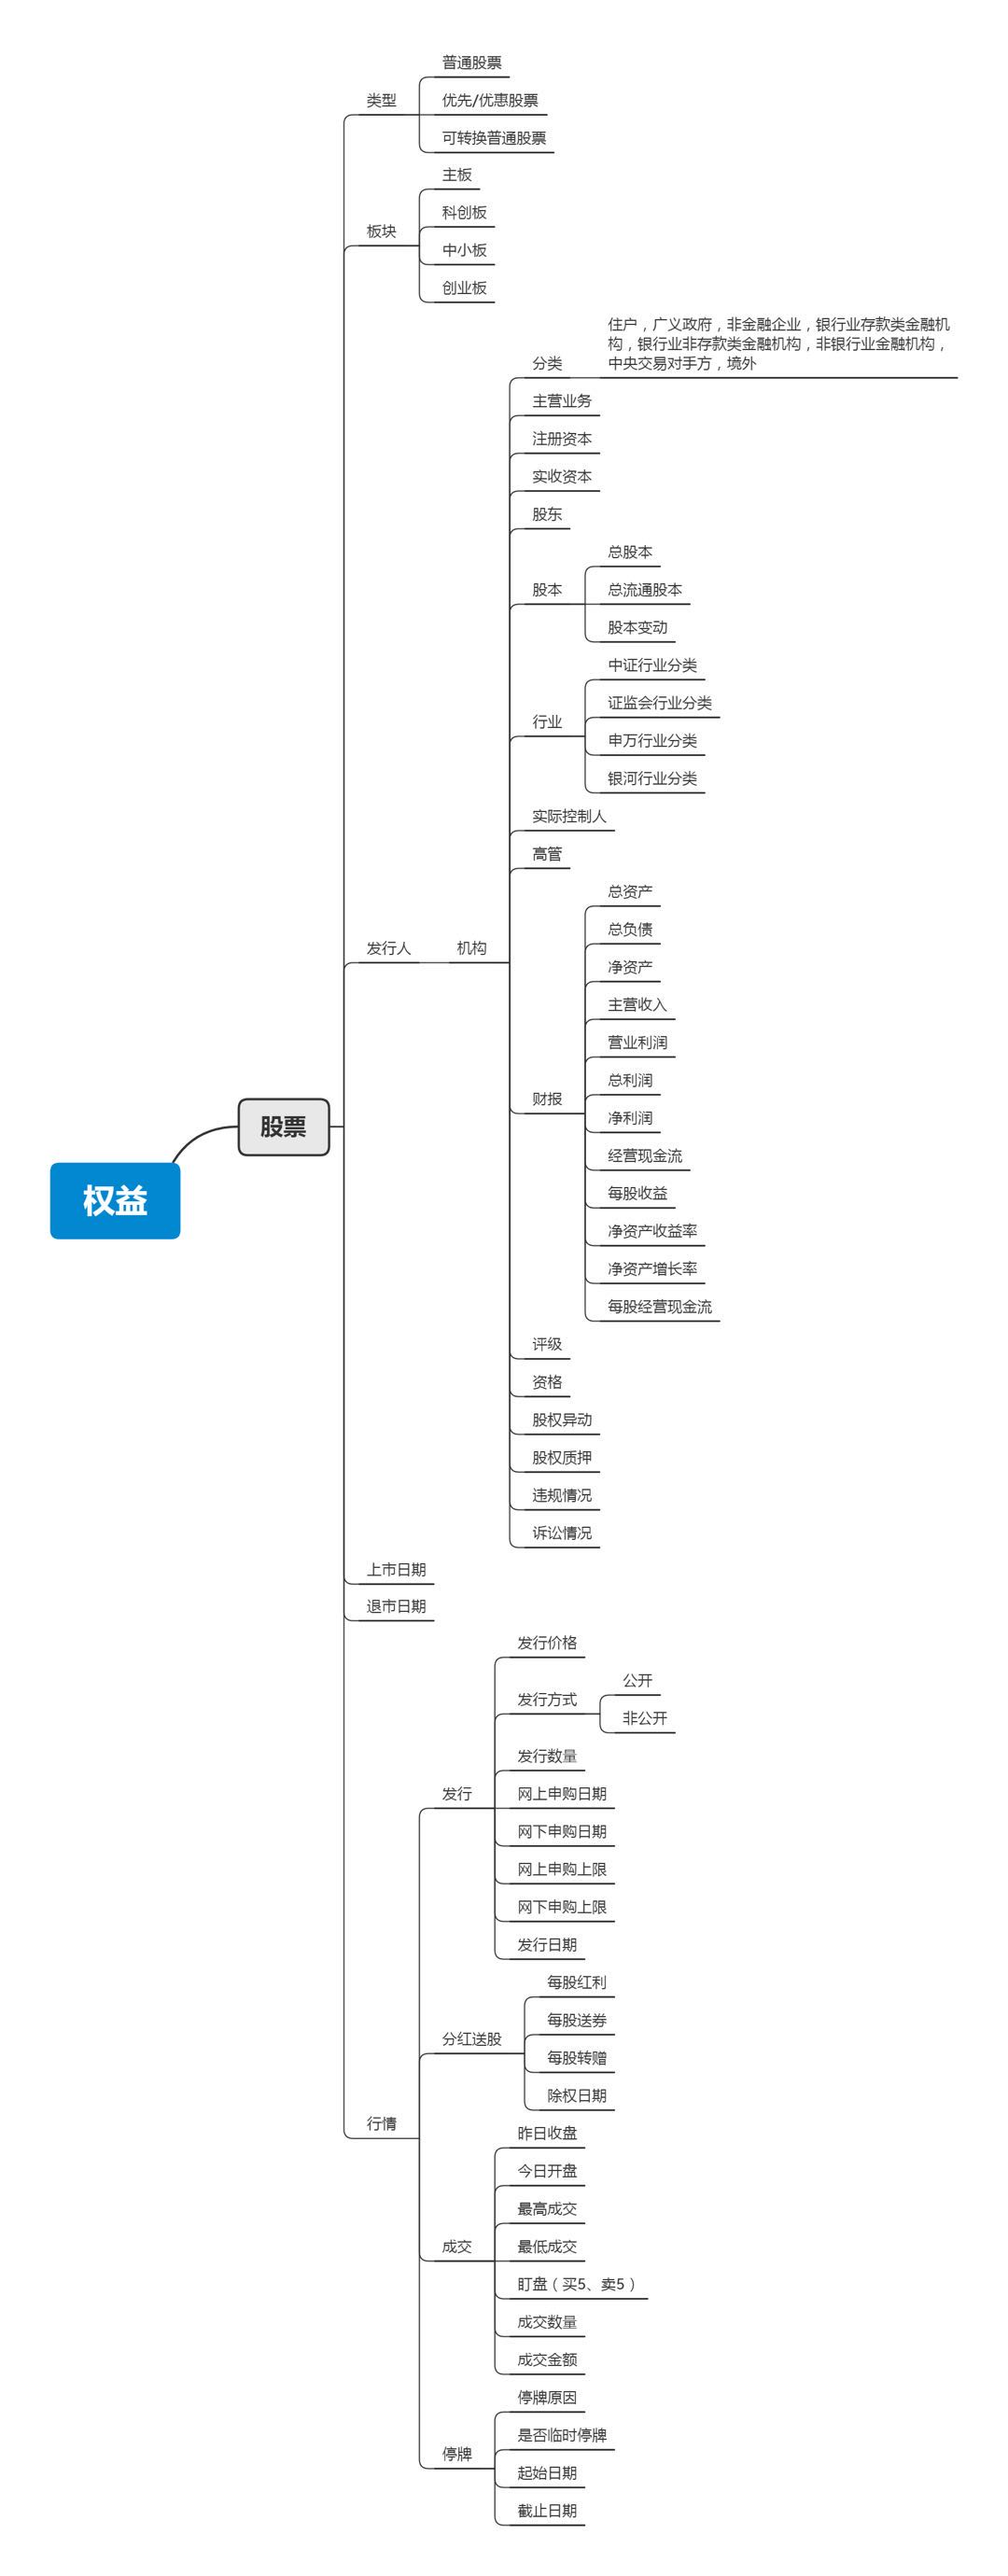 普通股票
类型
优先/优惠股票
可转换普通股票
主板
科创板
板块
中小板
创业板
住户，广义政府，非金融企业，银行业存款类金融机
构，银行业非存款类金融机构，非银行业金融机构，
中央交易对手方，境外
分类
主营业务
注册资本
实收资本
股东
总股本
股本
总流通股本
股本变动
中证行业分类
证监会行业分类
行业
申万行业分类
银河行业分类
实际控制人
高管
总资产
总负债
发行人
机构
净资产
主营收入
营业利润
总利润
财报
净利润
经营现金流
每股收益
净资产收益率
净资产增长率
每股经营现金流
股票
权益
评级
资格
股权异动
股权质押
违规情况
诉讼情况
上市日期
退市日期
发行价格
公开
发行方式
非公开
发行数量
发行
网上申购日期
网下申购日期
网上申购上限
网下申购上限
发行日期
每股红利
每股送券
分红送股
每股转赠
除权日期
行情
昨日收盘
今日开盘
最高成交
成交
最低成交
盯盘（买5、卖5）
成交数量
成交金额
停牌原因
是否临时停牌
停牌
起始日期
截止日期